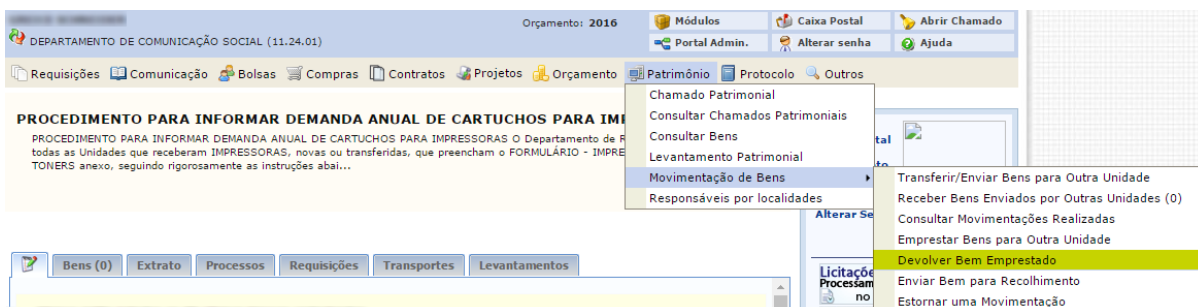 Orçamento: 2016
Módulos
Caixa Postal
Abrir Chamado
DEPARTAMENTO DE COMUNICAÇÃO SOCIAL (11.24.01)
Portal Admin.
Alterar senha
Ajuda
Requisições Comunicação Bolsas Compras Contratos Projetos Orçamento Patrimônio Protocolo Outros
Chamado Patrimonial
Consultar Chamados Patrimoniais
Consultar Bens
Levantamento Patrimonial
Movimentação de Bens
Responsáveis por localidades
PROCEDIMENTO PARA INFORMAR DEMANDA ANUAL DE CARTUCHOS PARA IM
PROCEDIMENTO PARA INFORMAR DEMANDA ANUAL DE CARTUCHOS PARA IMPRESSORAS O Departamento de R
todas as Unidades que receberam IMPRESSORAS, novas ou transferidas, que preencham o FORMULÁRIO - IMPRE
TONERS anexo, seguindo rigorosamente as instruções abai...
tal
to
Transferir/Enviar Bens para Outra Unidade
Receber Bens Enviados por Outras Unidades (0)
Consultar Movimentações Realizadas
Emprestar Bens para Outra Unidade
Devolver Bem Emprestado
Enviar Bem para Recolhimento
Estornar uma Movimentação
Alterar Se
Bens (0) Extrato Processos Requisições Transportes Levantamentos
Licitaçõe
Processam
no